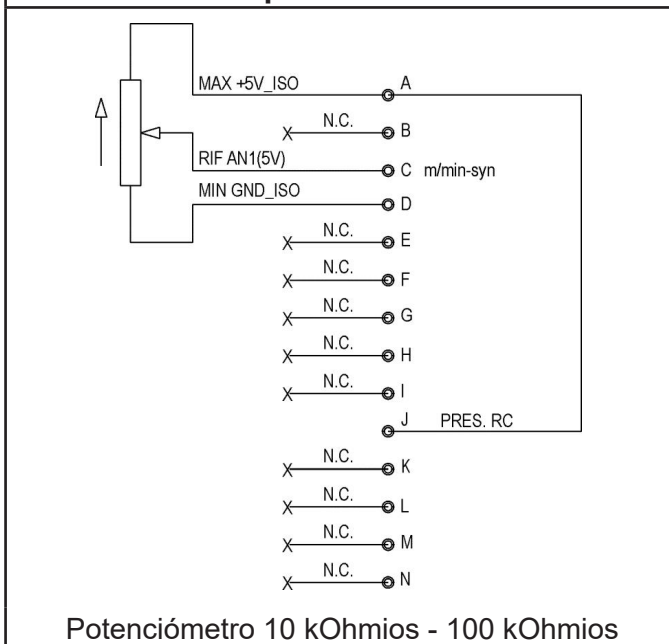 MAX +5V_ISO A
N.C. B
RIF AN1(5V) C m/min-syn
MIN GND_ISO D
N.C. E
N.C. F
N.C. G
N.C. H
N.C. I
J PRES. RC
N.C. K
N.C. L
N.C. M
N.C. N
Potenciómetro 10 kOhmios - 100 kOhmios